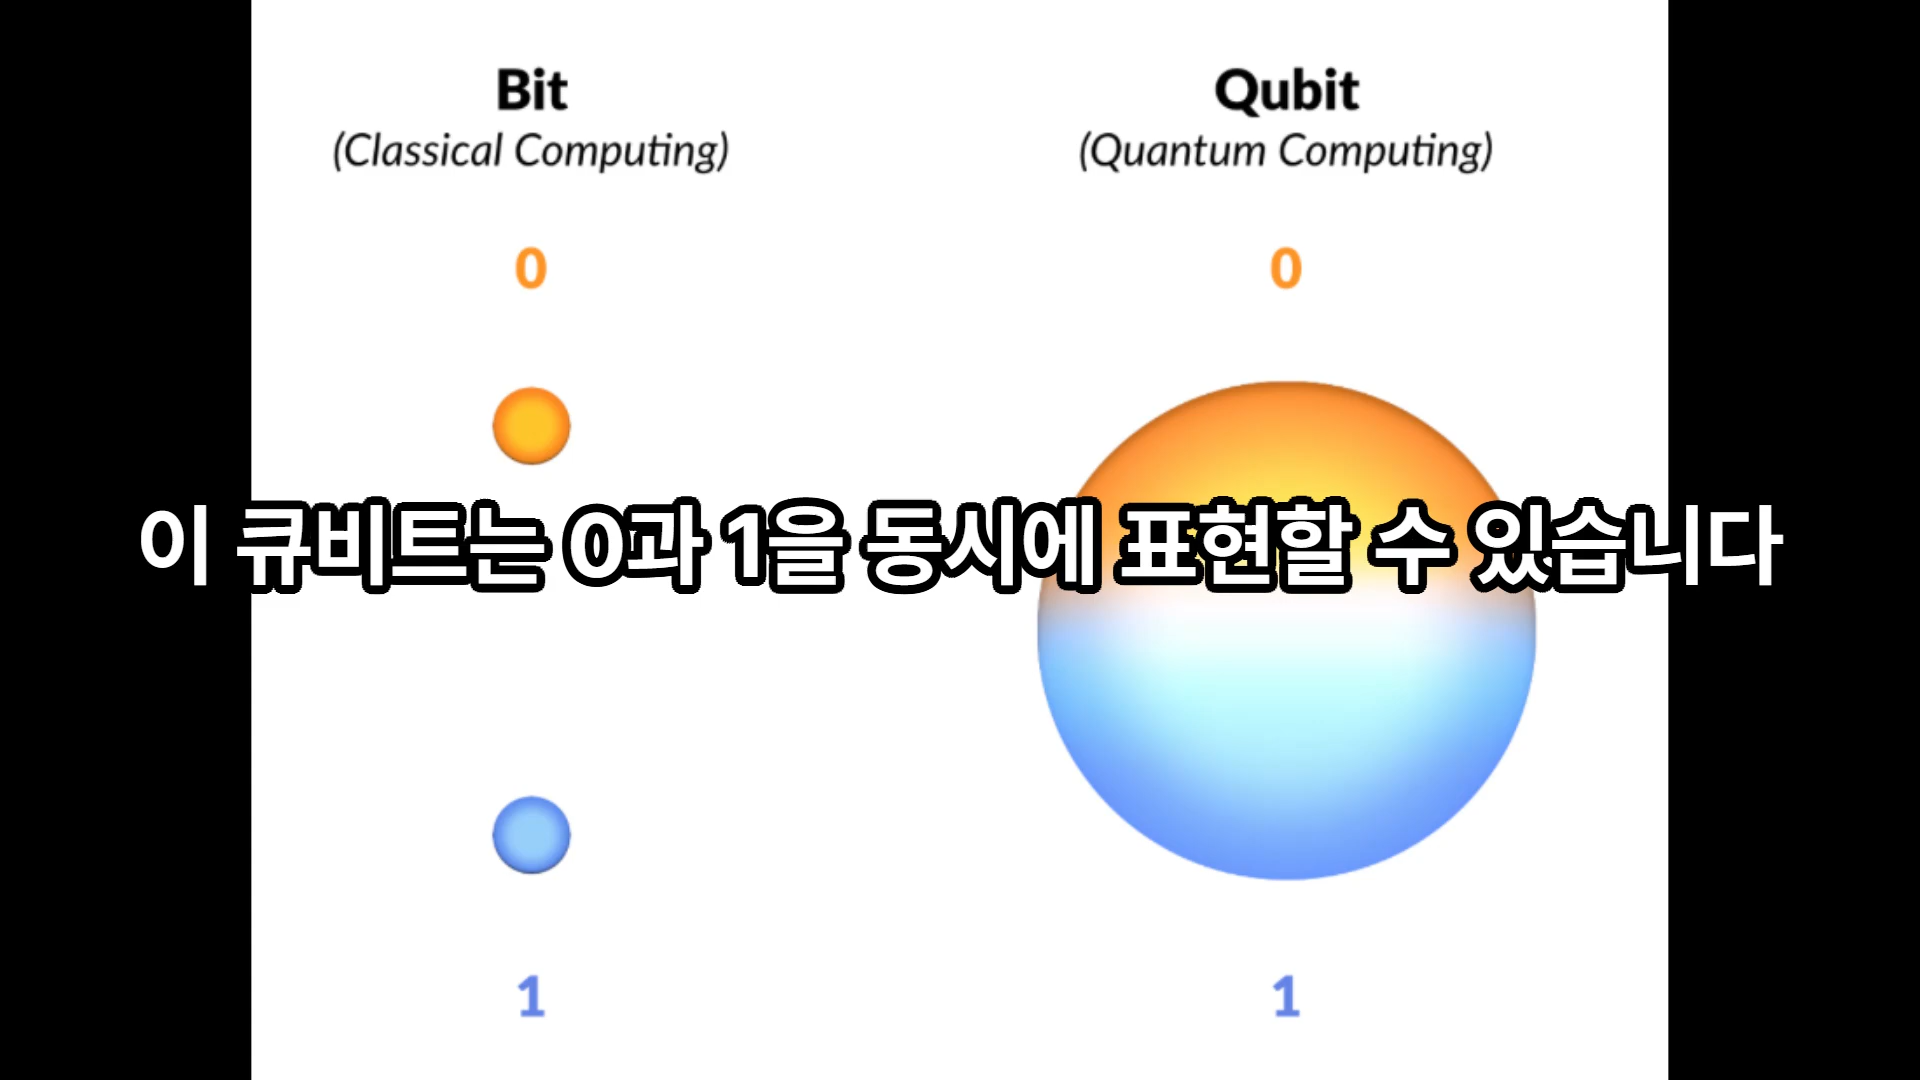 Bit
(Classical Computing)
0
1
Qubit
(Quantum Computing)
0
1
이 큐비트는 0과 1을 동시에 표현할 수 있습니다